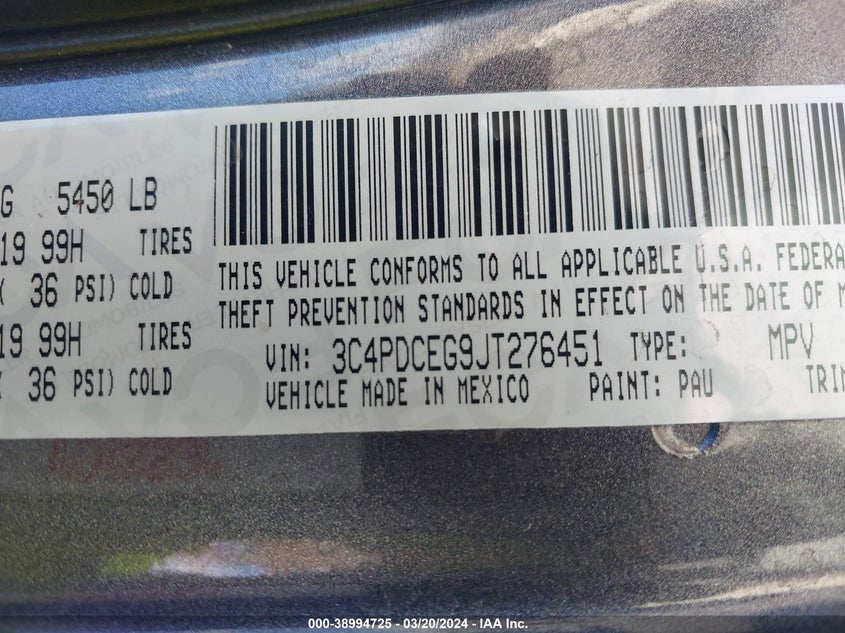 G 5450 LB
19 99H TIRES
( 36 PSI) COLD
19 99H TIRES
( 36 PSI) COLD
THIS VEHICLE CONFORMS TO ALL APPLICABLE U.S.A. FEDERA
THEFT PREVENTION STANDARDS IN EFFECT ON THE DATE OF M
VIN: 3C4PDCEG9JT276451 TYPE: MPV
VEHICLE MADE IN MEXICO PAINT: PAU TRIM
000-38994725 - 03/20/2024 - IAA Inc.